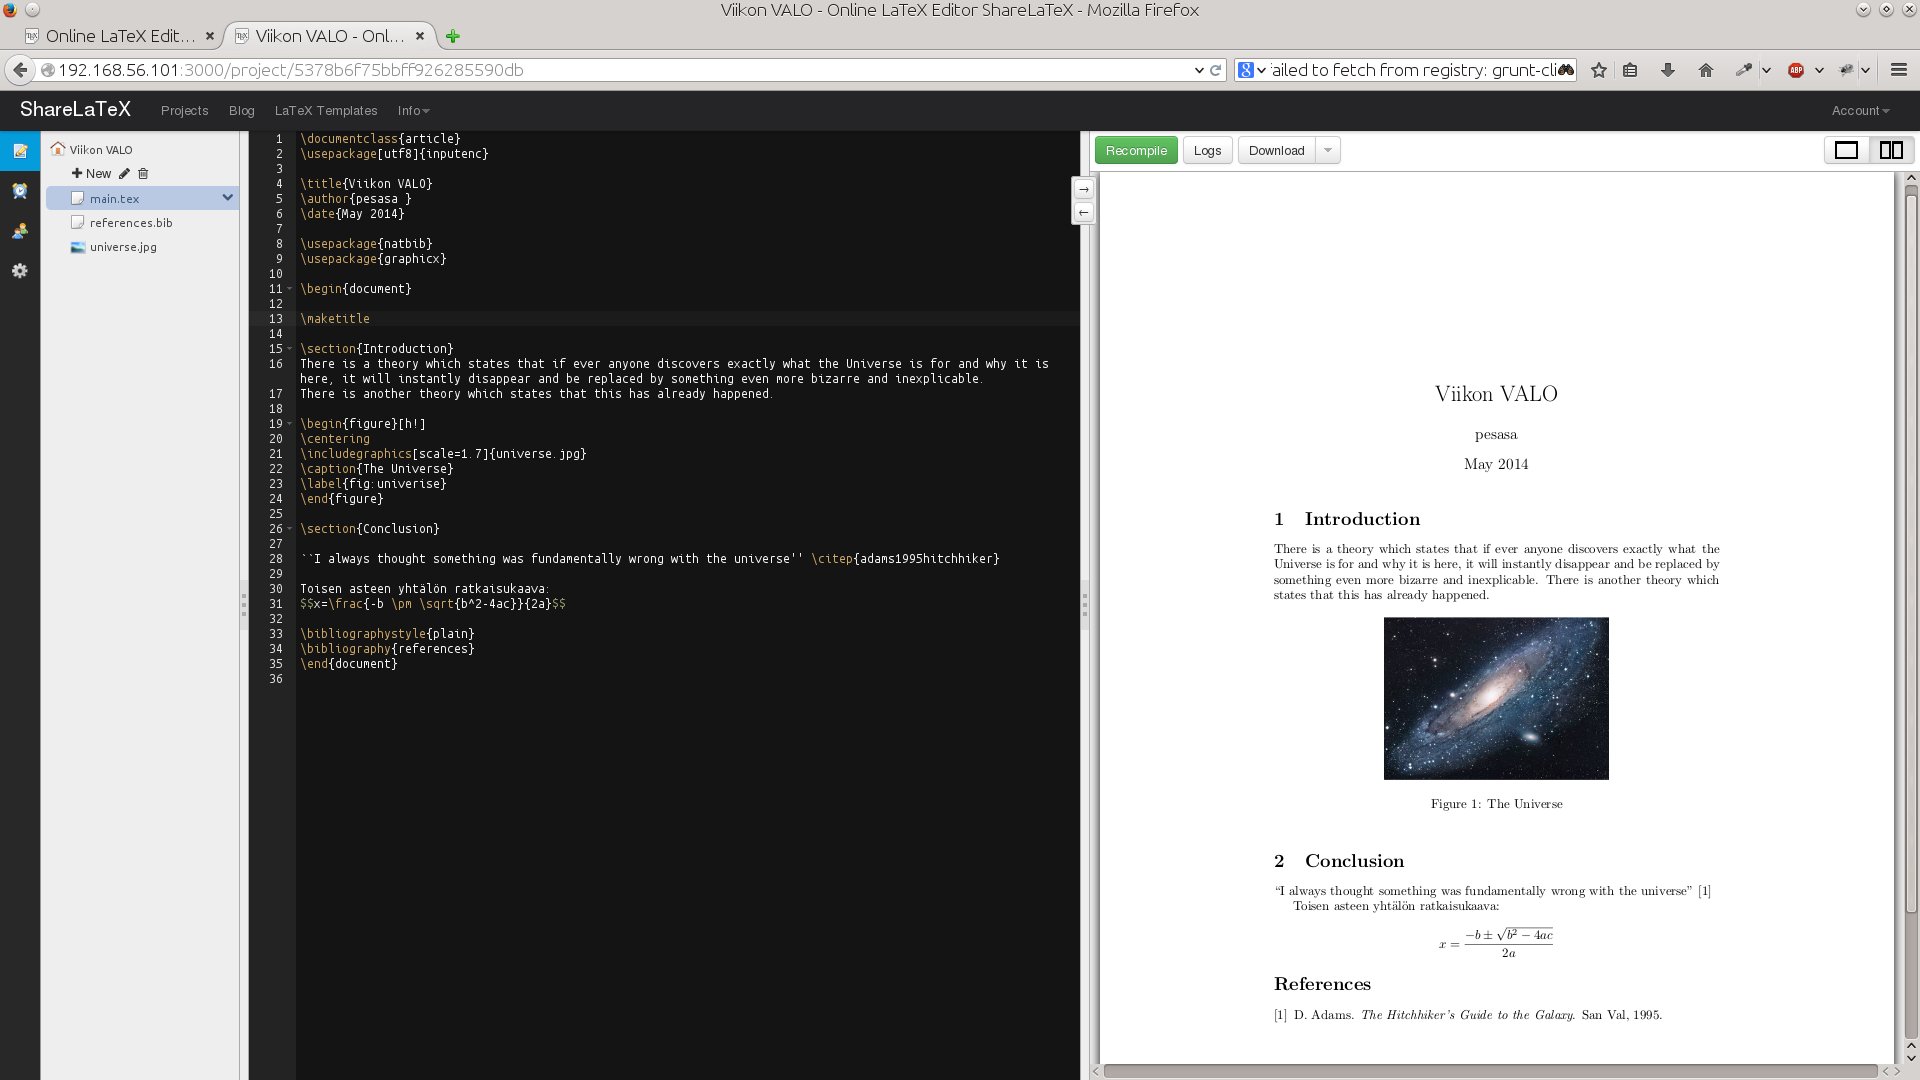 Viikon VALO - Online LaTeX Editor ShareLaTeX - Mozilla Firefox
Online LaTeX Edit... Viikon VALO - Onl...
192.168.56.101:3000/project/5378b6f75bbff926285590db
ailed to fetch from registry: grunt-cli
ABP
ShareLaTeX Projects Blog LaTeX Templates Info Account
Viikon VALO
New
main.tex
references.bib
universe.jpg
1 \documentclass{article}
2 \usepackage[utf8]{inputenc}
3
4 \title{Viikon VALO}
5 \author{pesasa }
6 \date{May 2014}
7
8 \usepackage{natbib}
9 \usepackage{graphicx}
10
11 \begin{document}
12
13 \maketitle
14
15 \section{Introduction}
16 There is a theory which states that if ever anyone discovers exactly what the Universe is for and why it is
here, it will instantly disappear and be replaced by something even more bizarre and inexplicable.
17 There is another theory which states that this has already happened.
18
19 \begin{figure}[h!]
20 \centering
21 \includegraphics[scale=1.7]{universe.jpg}
22 \caption{The Universe}
23 \label{fig:univerise}
24 \end{figure}
25
26 \section{Conclusion}
27
28 ``I always thought something was fundamentally wrong with the universe'' \citep{adams1995hitchhiker}
29
30 Toisen asteen yhtälön ratkaisukaava:
31 $$x=\frac{-b \pm \sqrt{b^2-4ac}}{2a}$$
32
33 \bibliographystyle{plain}
34 \bibliography{references}
35 \end{document}
36
Recompile Logs Download
Viikon VALO
pesasa
May 2014
1 Introduction
There is a theory which states that if ever anyone discovers exactly what the
Universe is for and why it is here, it will instantly disappear and be replaced by
something even more bizarre and inexplicable. There is another theory which
states that this has already happened.
Figure 1: The Universe
2 Conclusion
“I always thought something was fundamentally wrong with the universe” [1]
Toisen asteen yhtälön ratkaisukaava:
x = −b ± √b² − 4ac
2a
References
[1] D. Adams. The Hitchhiker's Guide to the Galaxy. San Val, 1995.